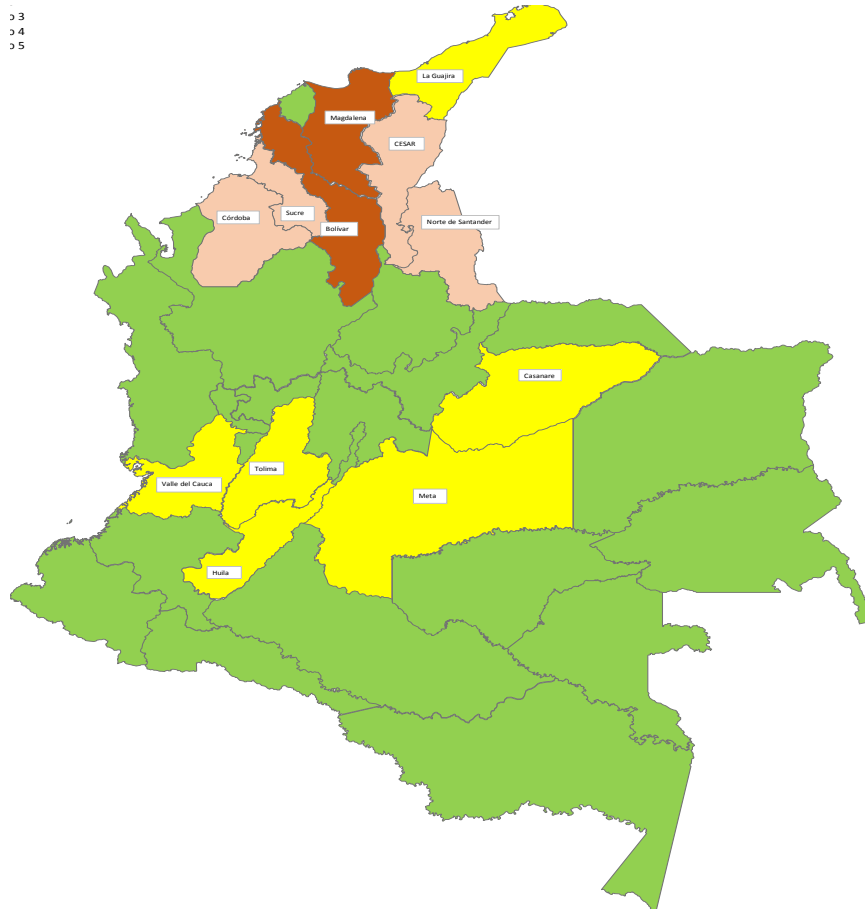 o 3
o 4
o 5
La Guajira
Magdalena
CESAR
Sucre
Córdoba
Norte de Santander
Bolívar
Casanare
Tolima
Valle del Cauca
Meta
Huila